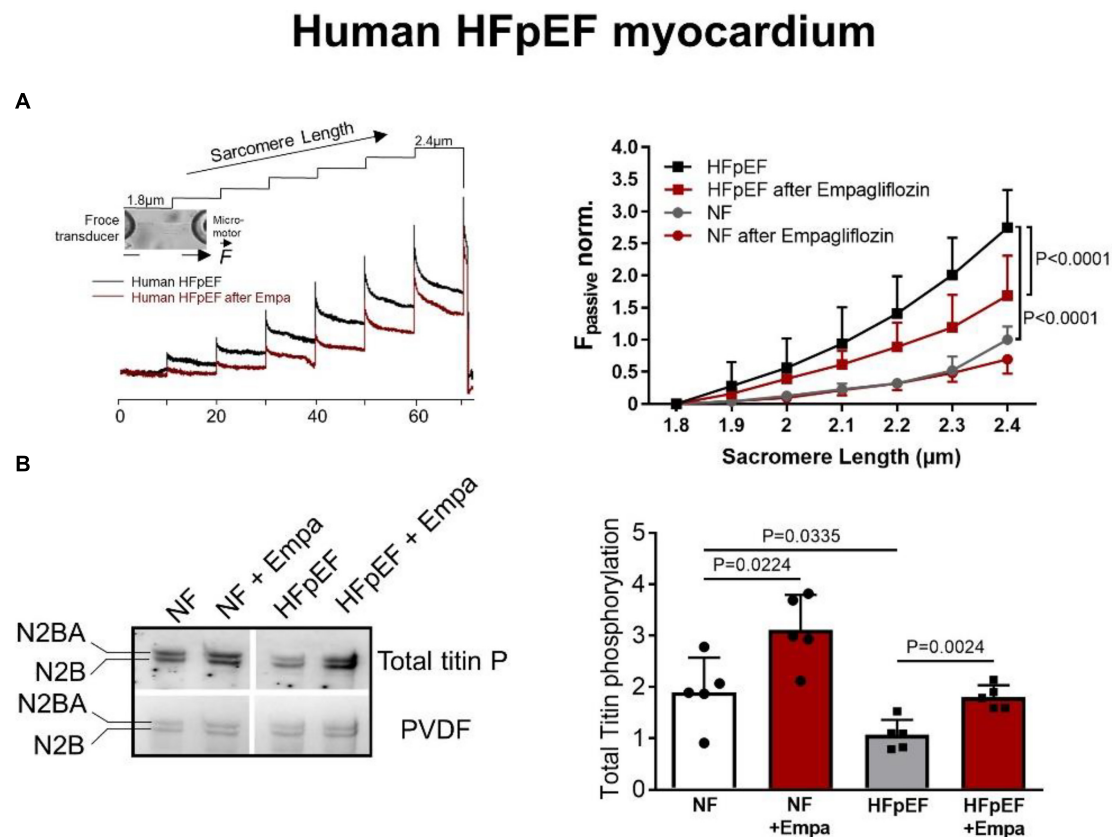 Human HFpEF myocardium
A
Sarcomere Length
2.4μm
1.8μm
Froce
transducer
Micro-
motor
F
Human HFpEF
Human HFpEF after Empa
0
20
40
60
4.0
3.5
3.0
2.5
2.0
1.5
1.0
0.5
0
Fpassive norm.
HFpEF
HFpEF after Empagliflozin
NF
NF after Empagliflozin
P<0.0001
P<0.0001
1.8 1.9 2 2.1 2.2 2.3 2.4
Sacromere Length (μm)
B
NF
NF + Empa
HFpEF
HFpEF + Empa
N2BA
N2B
Total titin P
N2BA
N2B
PVDF
Total Titin phosphorylation
5
4
3
2
1
0
P=0.0335
P=0.0224
P=0.0024
NF
NF
+Empa
HFpEF
HFpEF
+Empa